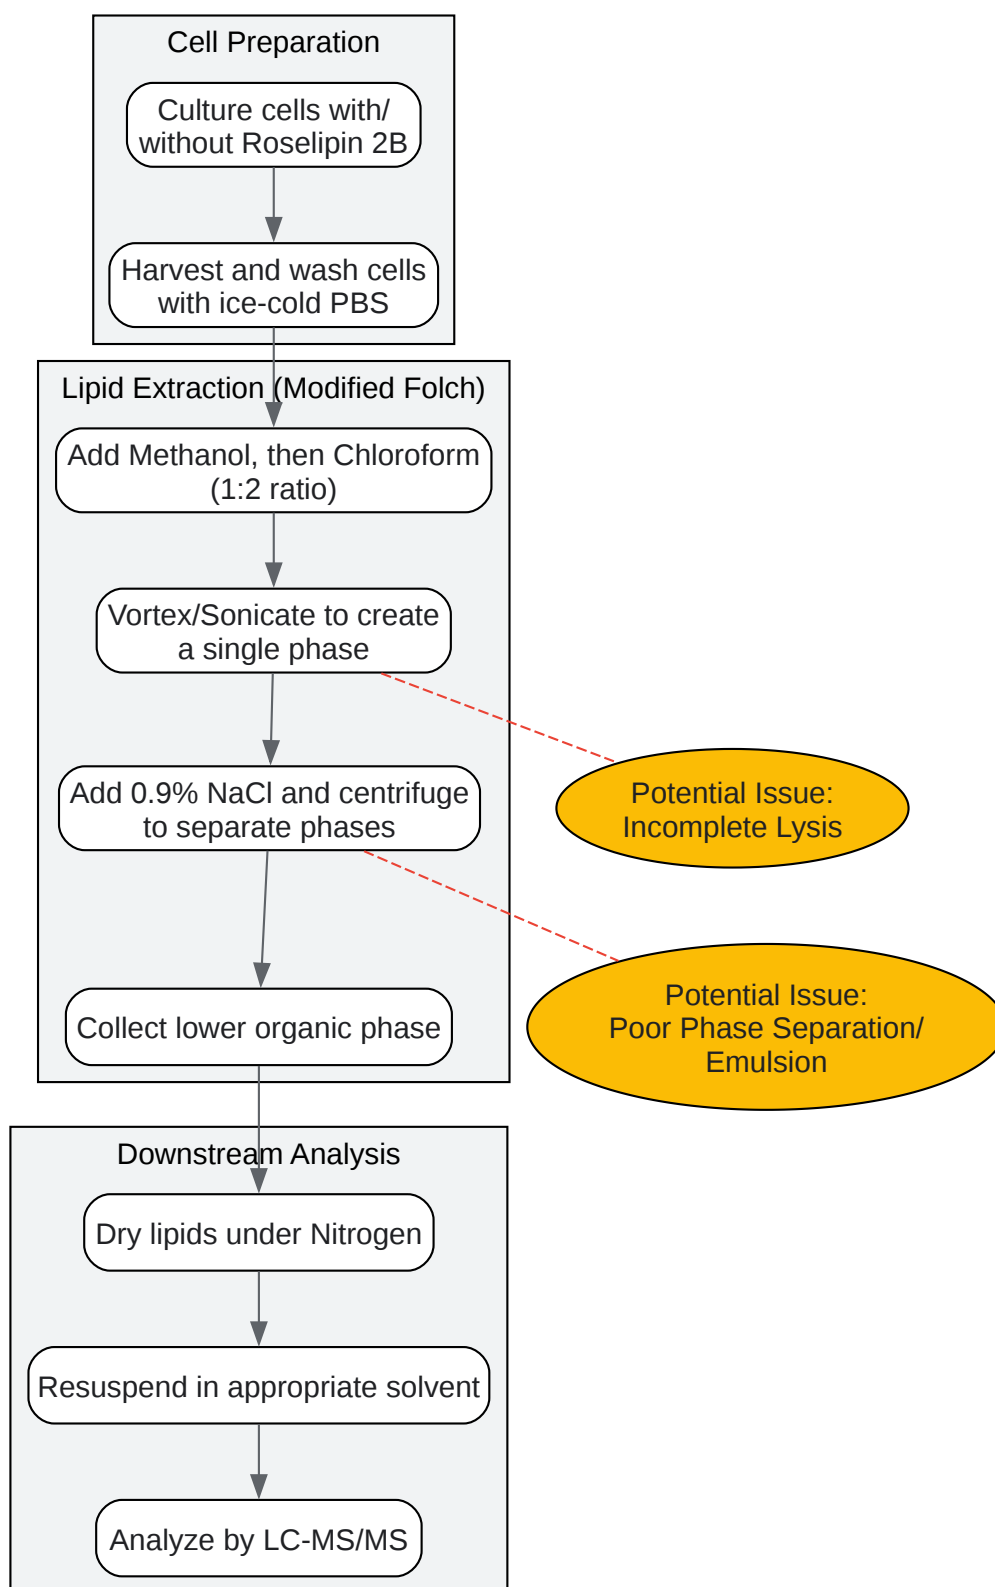 Cell Preparation
Culture cells with/
without Roselipin 2B
Harvest and wash cells
with ice-cold PBS
Lipid Extraction (Modified Folch)
Add Methanol, then Chloroform
(1:2 ratio)
Vortex/Sonicate to create
a single phase
Add 0.9% NaCl and centrifuge
to separate phases
Potential Issue:
Incomplete Lysis
Collect lower organic phase
Potential Issue:
Poor Phase Separation/
Emulsion
Downstream Analysis
Dry lipids under Nitrogen
Resuspend in appropriate solvent
Analyze by LC-MS/MS